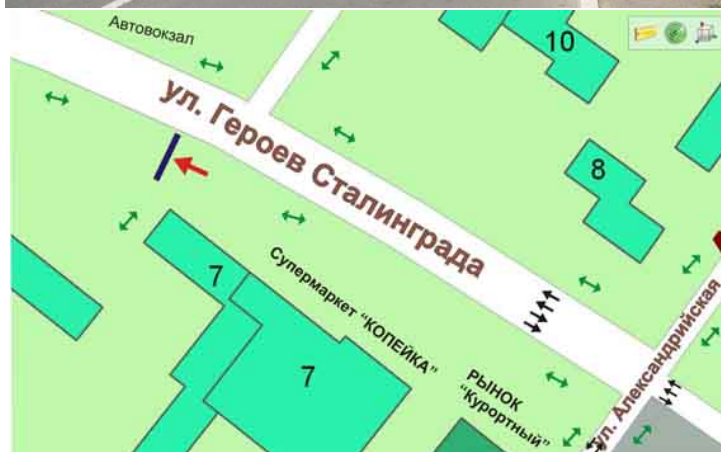 Автовокзал
10
ул. Героев Сталинграда
8
7
Супермаркет "КОПЕЙКА"
7
РЫНОК
"Курортный"
ул. Александрийская